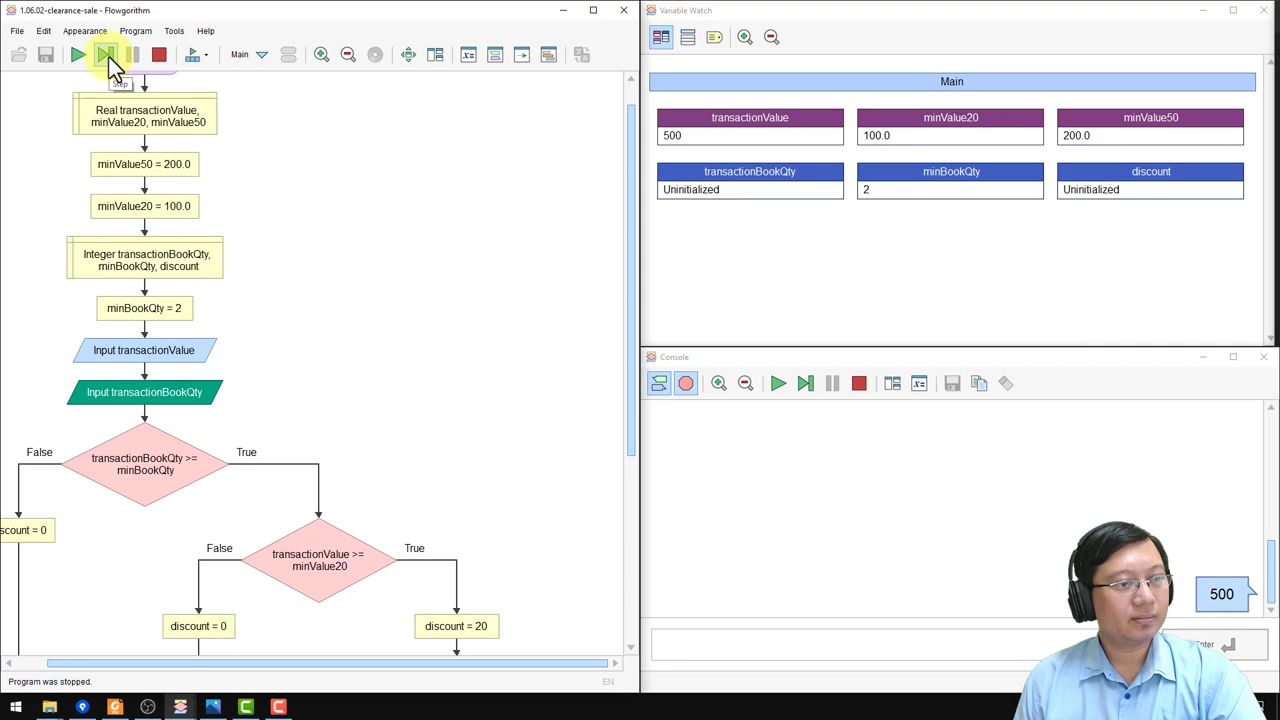 1.06.02-clearance-sale - Flowgorithm
File Edit Appearance Program Tools Help
Main
Step
Real transactionValue,
minValue20, minValue50
minValue50 = 200.0
minValue20 = 100.0
Integer transactionBookQty,
minBookQty, discount
minBookQty = 2
Input transactionValue
Input transactionBookQty
False
True
transactionBookQty >=
minBookQty
scount = 0
False
True
transactionValue >=
minValue20
discount = 0
discount = 20
Program was stopped.
EN
Variable Watch
Main
transactionValue minValue20 minValue50
500 100.0 200.0
transactionBookQty minBookQty discount
Uninitialized 2 Uninitialized
Console
500